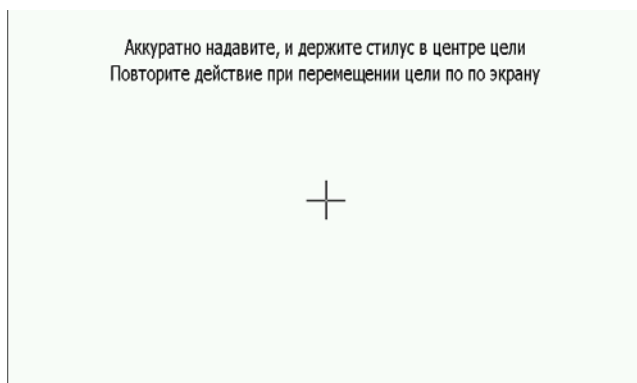 Аккуратно надавите, и держите стилус в центре цели
Повторите действие при перемещении цели по по экрану